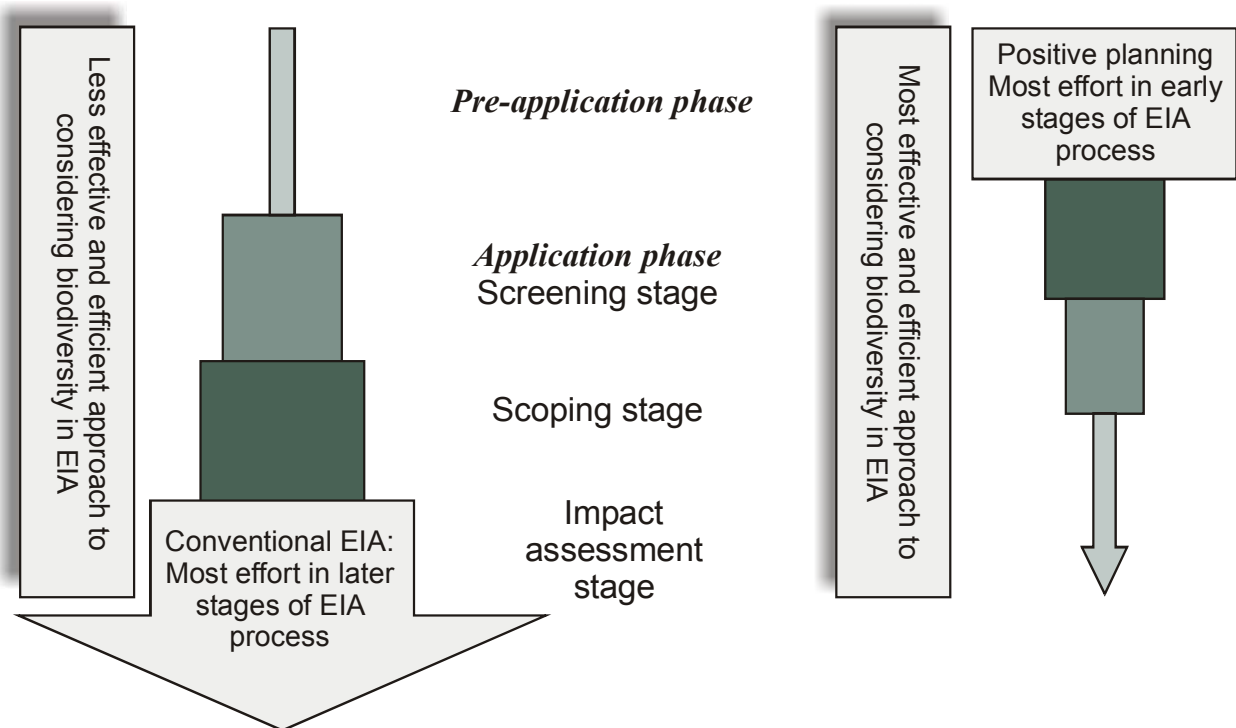 Less effective and efficient approach to
considering biodiversity in EIA
Conventional EIA:
Most effort in later
stages of EIA
process
Pre-application phase
Application phase
Screening stage
Scoping stage
Impact
assessment
stage
Most effective and efficient approach to
considering biodiversity in EIA
Positive planning
Most effort in early
stages of EIA
process